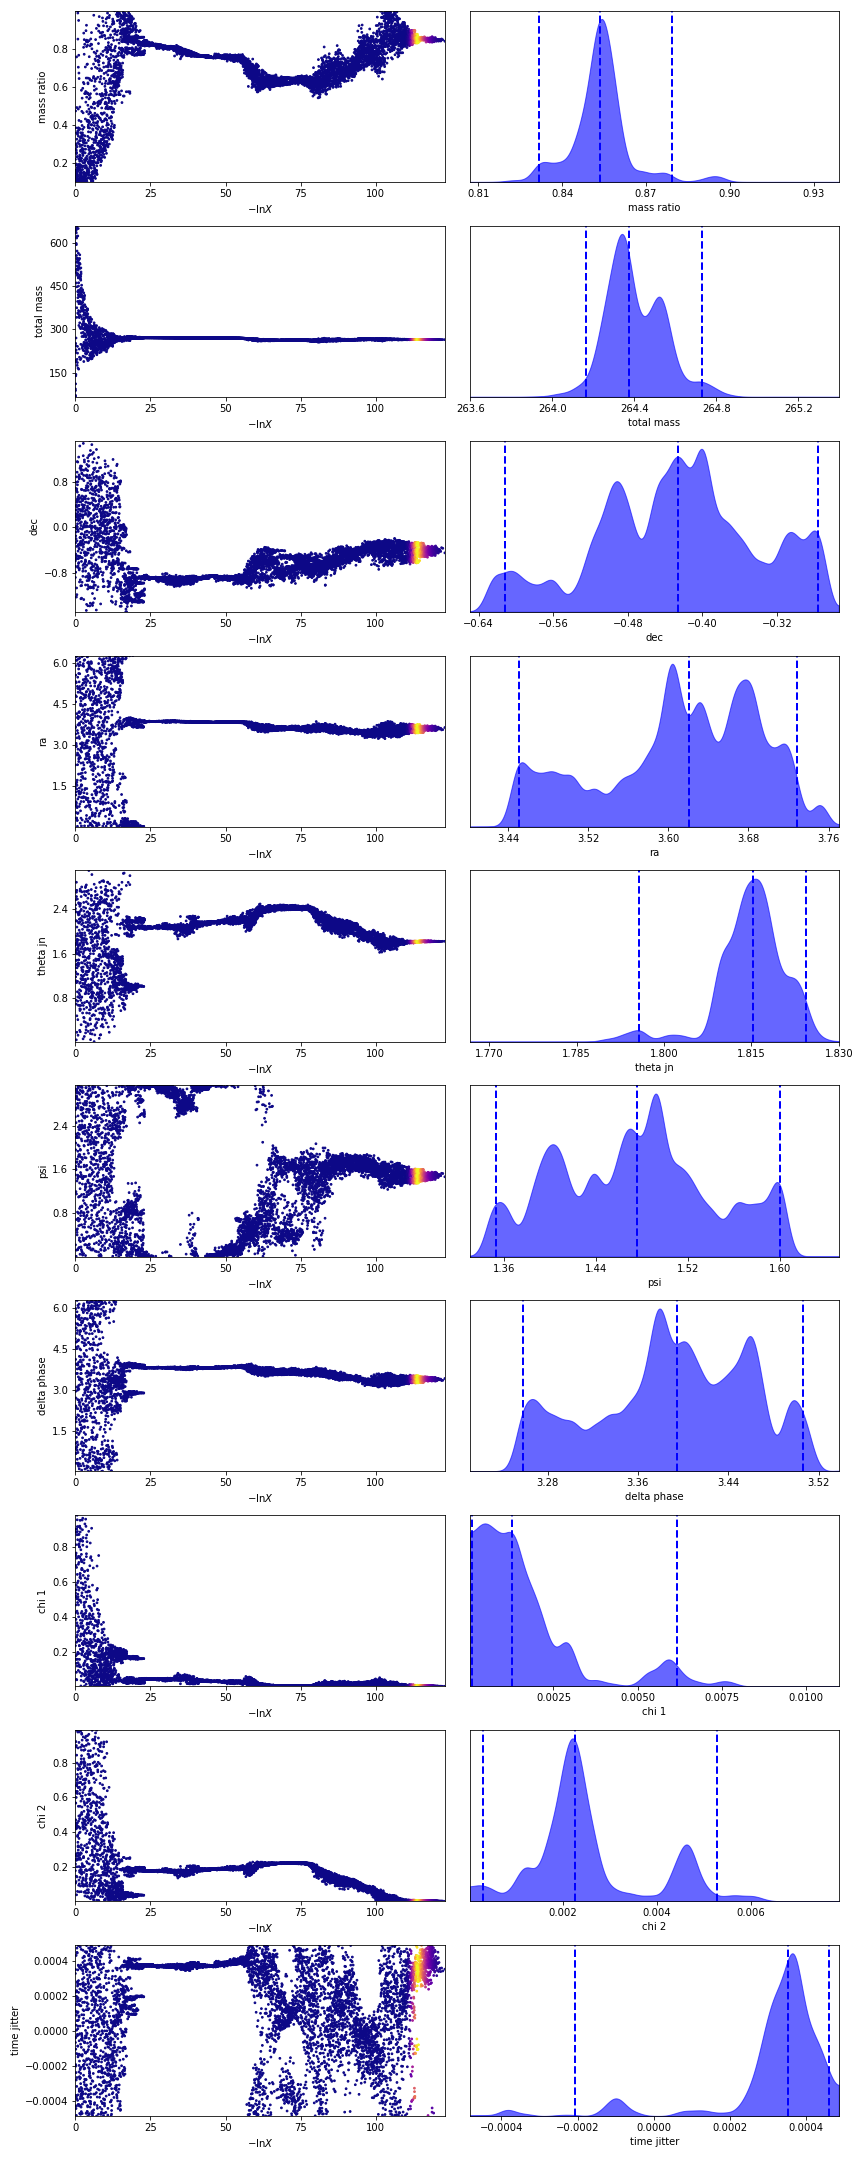 0.8
0.6
0.4
0.2
mass ratio
0 25 50 75 100
−lnX
0.81 0.84 0.87 0.90 0.93
mass ratio
600
450
300
150
total mass
0 25 50 75 100
−lnX
263.6 264.0 264.4 264.8 265.2
total mass
0.8
0.0
−0.8
dec
0 25 50 75 100
−lnX
−0.64 −0.56 −0.48 −0.40 −0.32
dec
6.0
4.5
3.0
1.5
ra
0 25 50 75 100
−lnX
3.44 3.52 3.60 3.68 3.76
ra
2.4
1.6
0.8
theta jn
0 25 50 75 100
−lnX
1.770 1.785 1.800 1.815 1.830
theta jn
2.4
1.6
0.8
psi
0 25 50 75 100
−lnX
1.36 1.44 1.52 1.60
psi
6.0
4.5
3.0
1.5
delta phase
0 25 50 75 100
−lnX
3.28 3.36 3.44 3.52
delta phase
0.8
0.6
0.4
0.2
chi 1
0 25 50 75 100
−lnX
0.0025 0.0050 0.0075 0.0100
chi 1
0.8
0.6
0.4
0.2
chi 2
0 25 50 75 100
−lnX
0.002 0.004 0.006
chi 2
0.0004
0.0002
0.0000
−0.0002
−0.0004
time jitter
0 25 50 75 100
−lnX
−0.0004 −0.0002 0.0000 0.0002 0.0004
time jitter